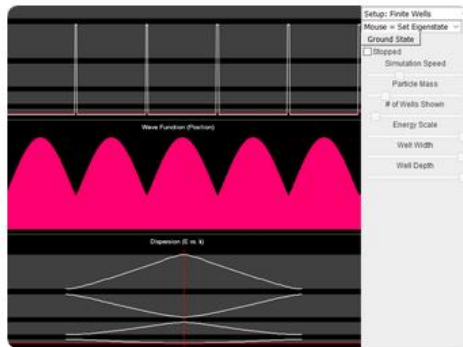 Setup: Finite Wells
Mouse = Set Eigenstate
Ground State
Stopped
Simulation Speed
Particle Mass
# of Wells Shown
Energy Scale
Well Width
Well Depth
Wave Function (Position)
Dispersion (E vs. k)